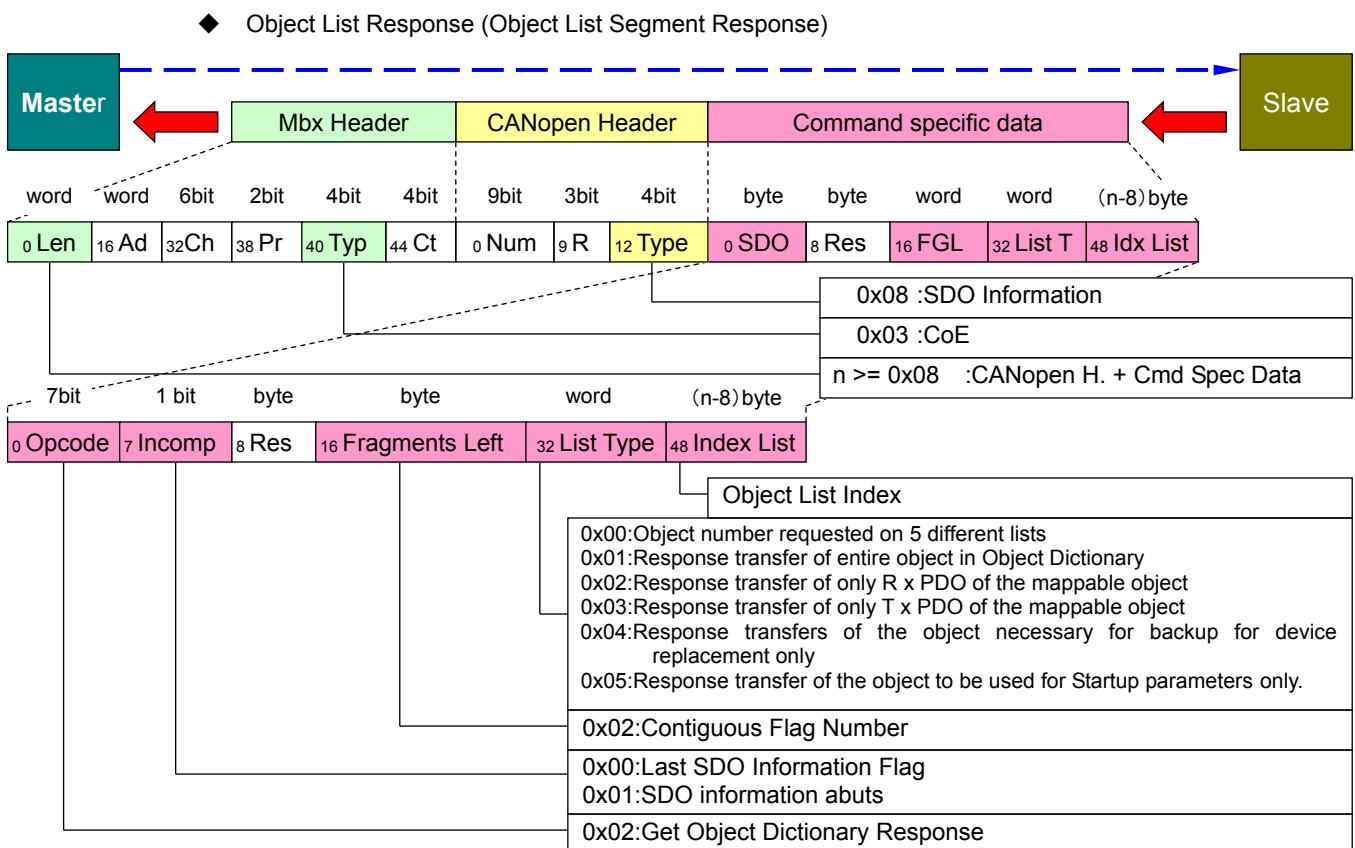 ◆ Object List Response (Object List Segment Response)
Master
Slave
Mbx Header CANopen Header Command specific data
word word 6bit 2bit 4bit 4bit 9bit 3bit 4bit byte byte word word (n-8)byte
0 Len 16 Ad 32Ch 38 Pr 40 Typ 44 Ct 0 Num 9 R 12 Type 0 SDO 8 Res 16 FGL 32 List T 48 Idx List
0x08 :SDO Information
0x03 :CoE
n >= 0x08 :CANopen H. + Cmd Spec Data
7bit 1 bit byte byte word (n-8)byte
0 Opcode 7 Incomp 8 Res 16 Fragments Left 32 List Type 48 Index List
Object List Index
0x00:Object number requested on 5 different lists
0x01:Response transfer of entire object in Object Dictionary
0x02:Response transfer of only R x PDO of the mappable object
0x03:Response transfer of only T x PDO of the mappable object
0x04:Response transfers of the object necessary for backup for device
replacement only
0x05:Response transfer of the object to be used for Startup parameters only.
0x02:Contiguous Flag Number
0x00:Last SDO Information Flag
0x01:SDO information abuts
0x02:Get Object Dictionary Response